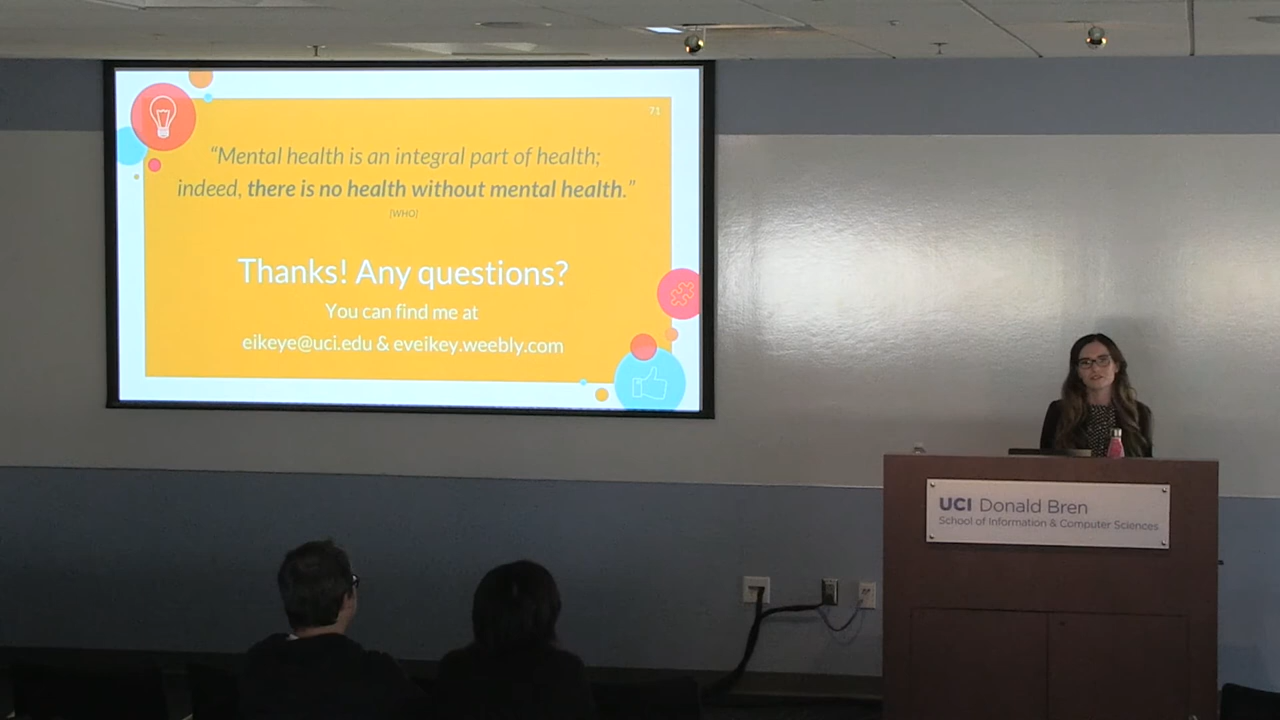 71
“Mental health is an integral part of health;
indeed, there is no health without mental health.”
[WHO]
Thanks! Any questions?
You can find me at
eikeye@uci.edu & eveikey.weebly.com
UCI Donald Bren
School of Information & Computer Sciences